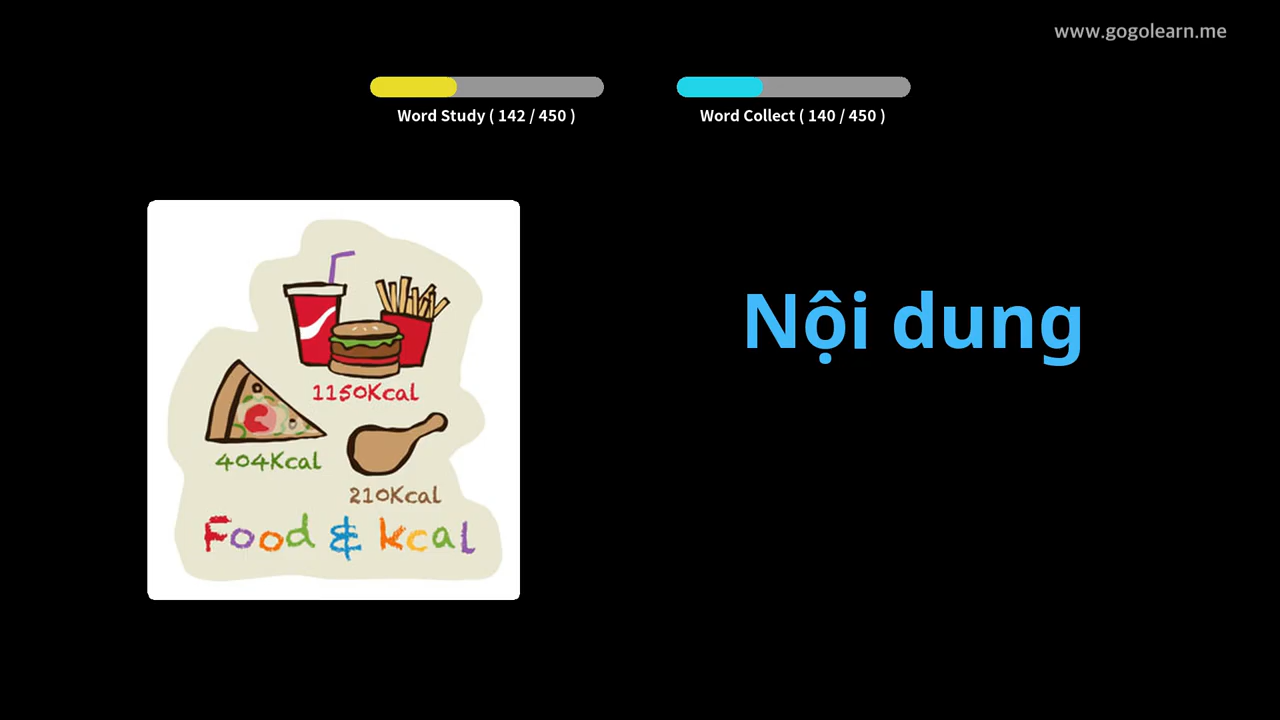 www.gogolearn.me
Word Study ( 142 / 450 )
Word Collect ( 140 / 450 )
1150Kcal
404Kcal
210Kcal
Food & kcal
Nội dung